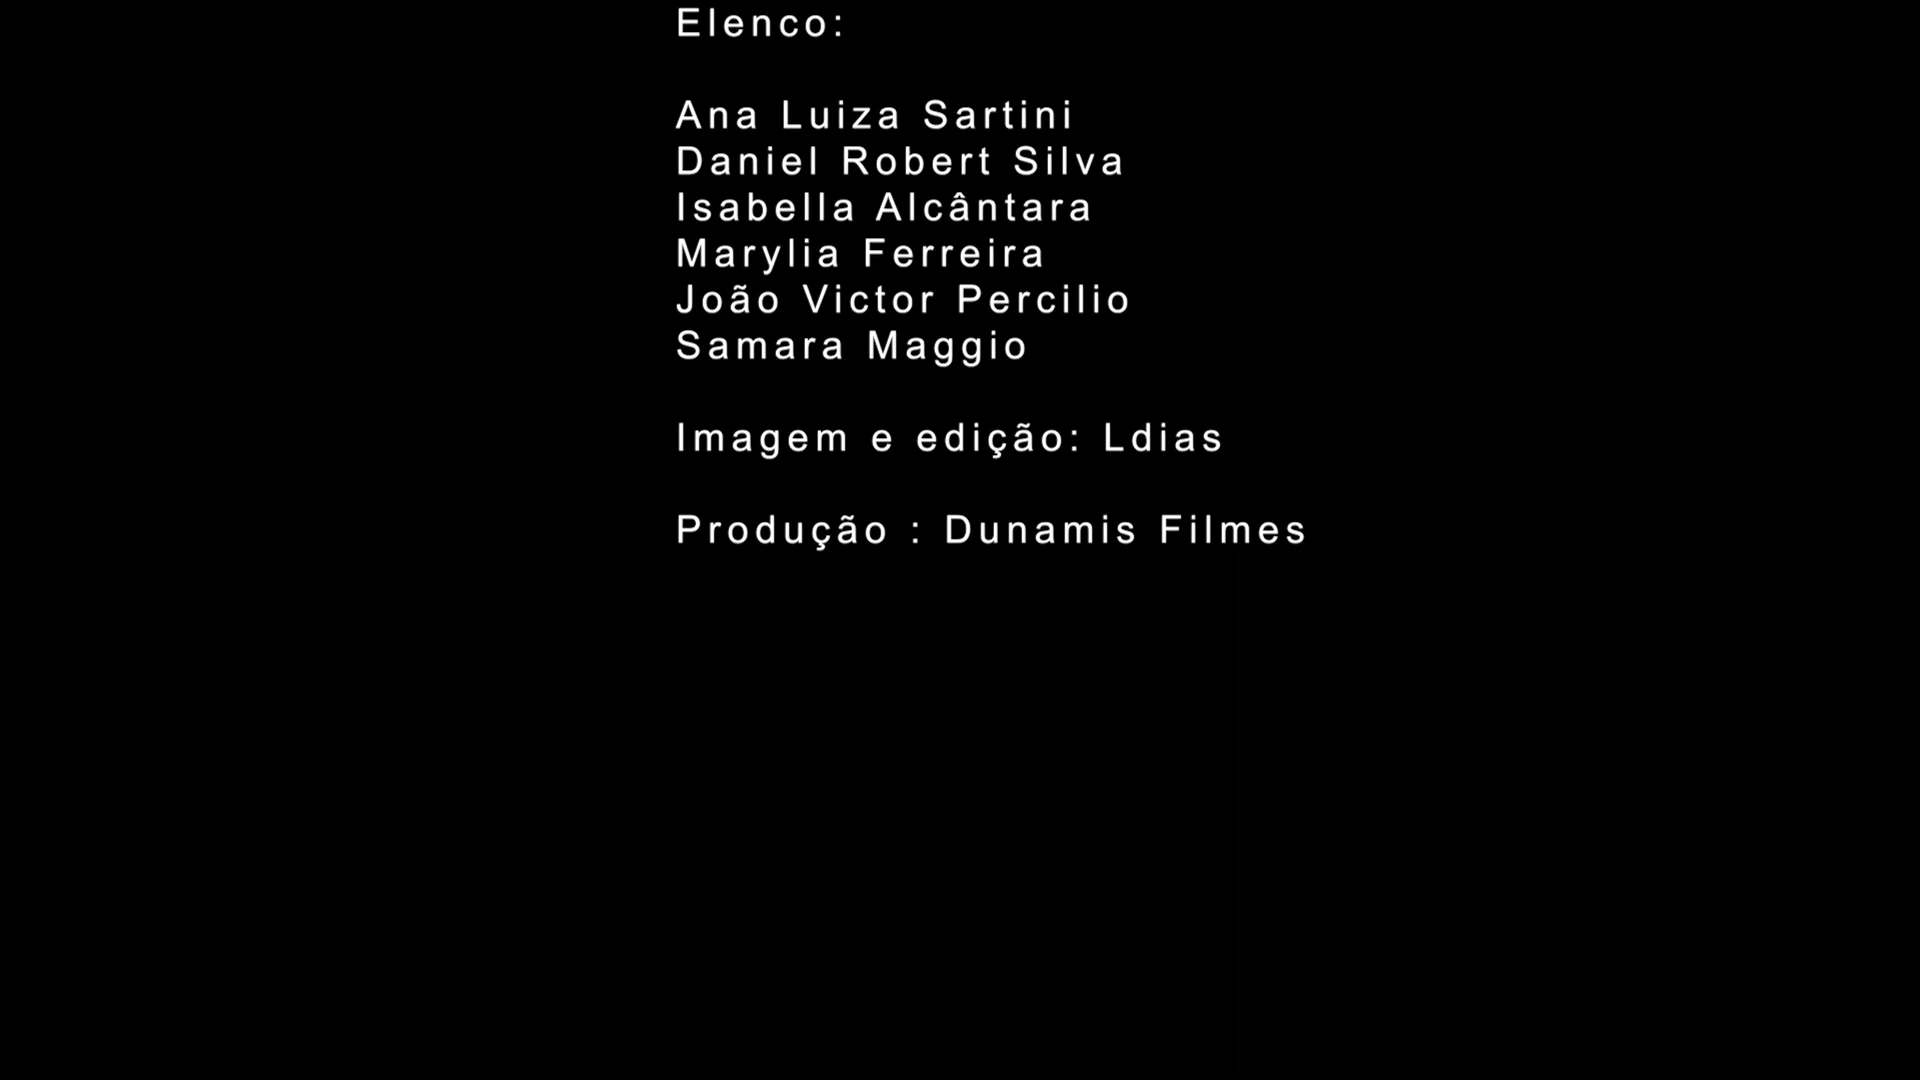 Elenco:
Ana Luiza Sartini
Daniel Robert Silva
Isabella Alcântara
Marylia Ferreira
João Victor Percilio
Samara Maggio
Imagem e edição: Ldias
Produção : Dunamis Filmes